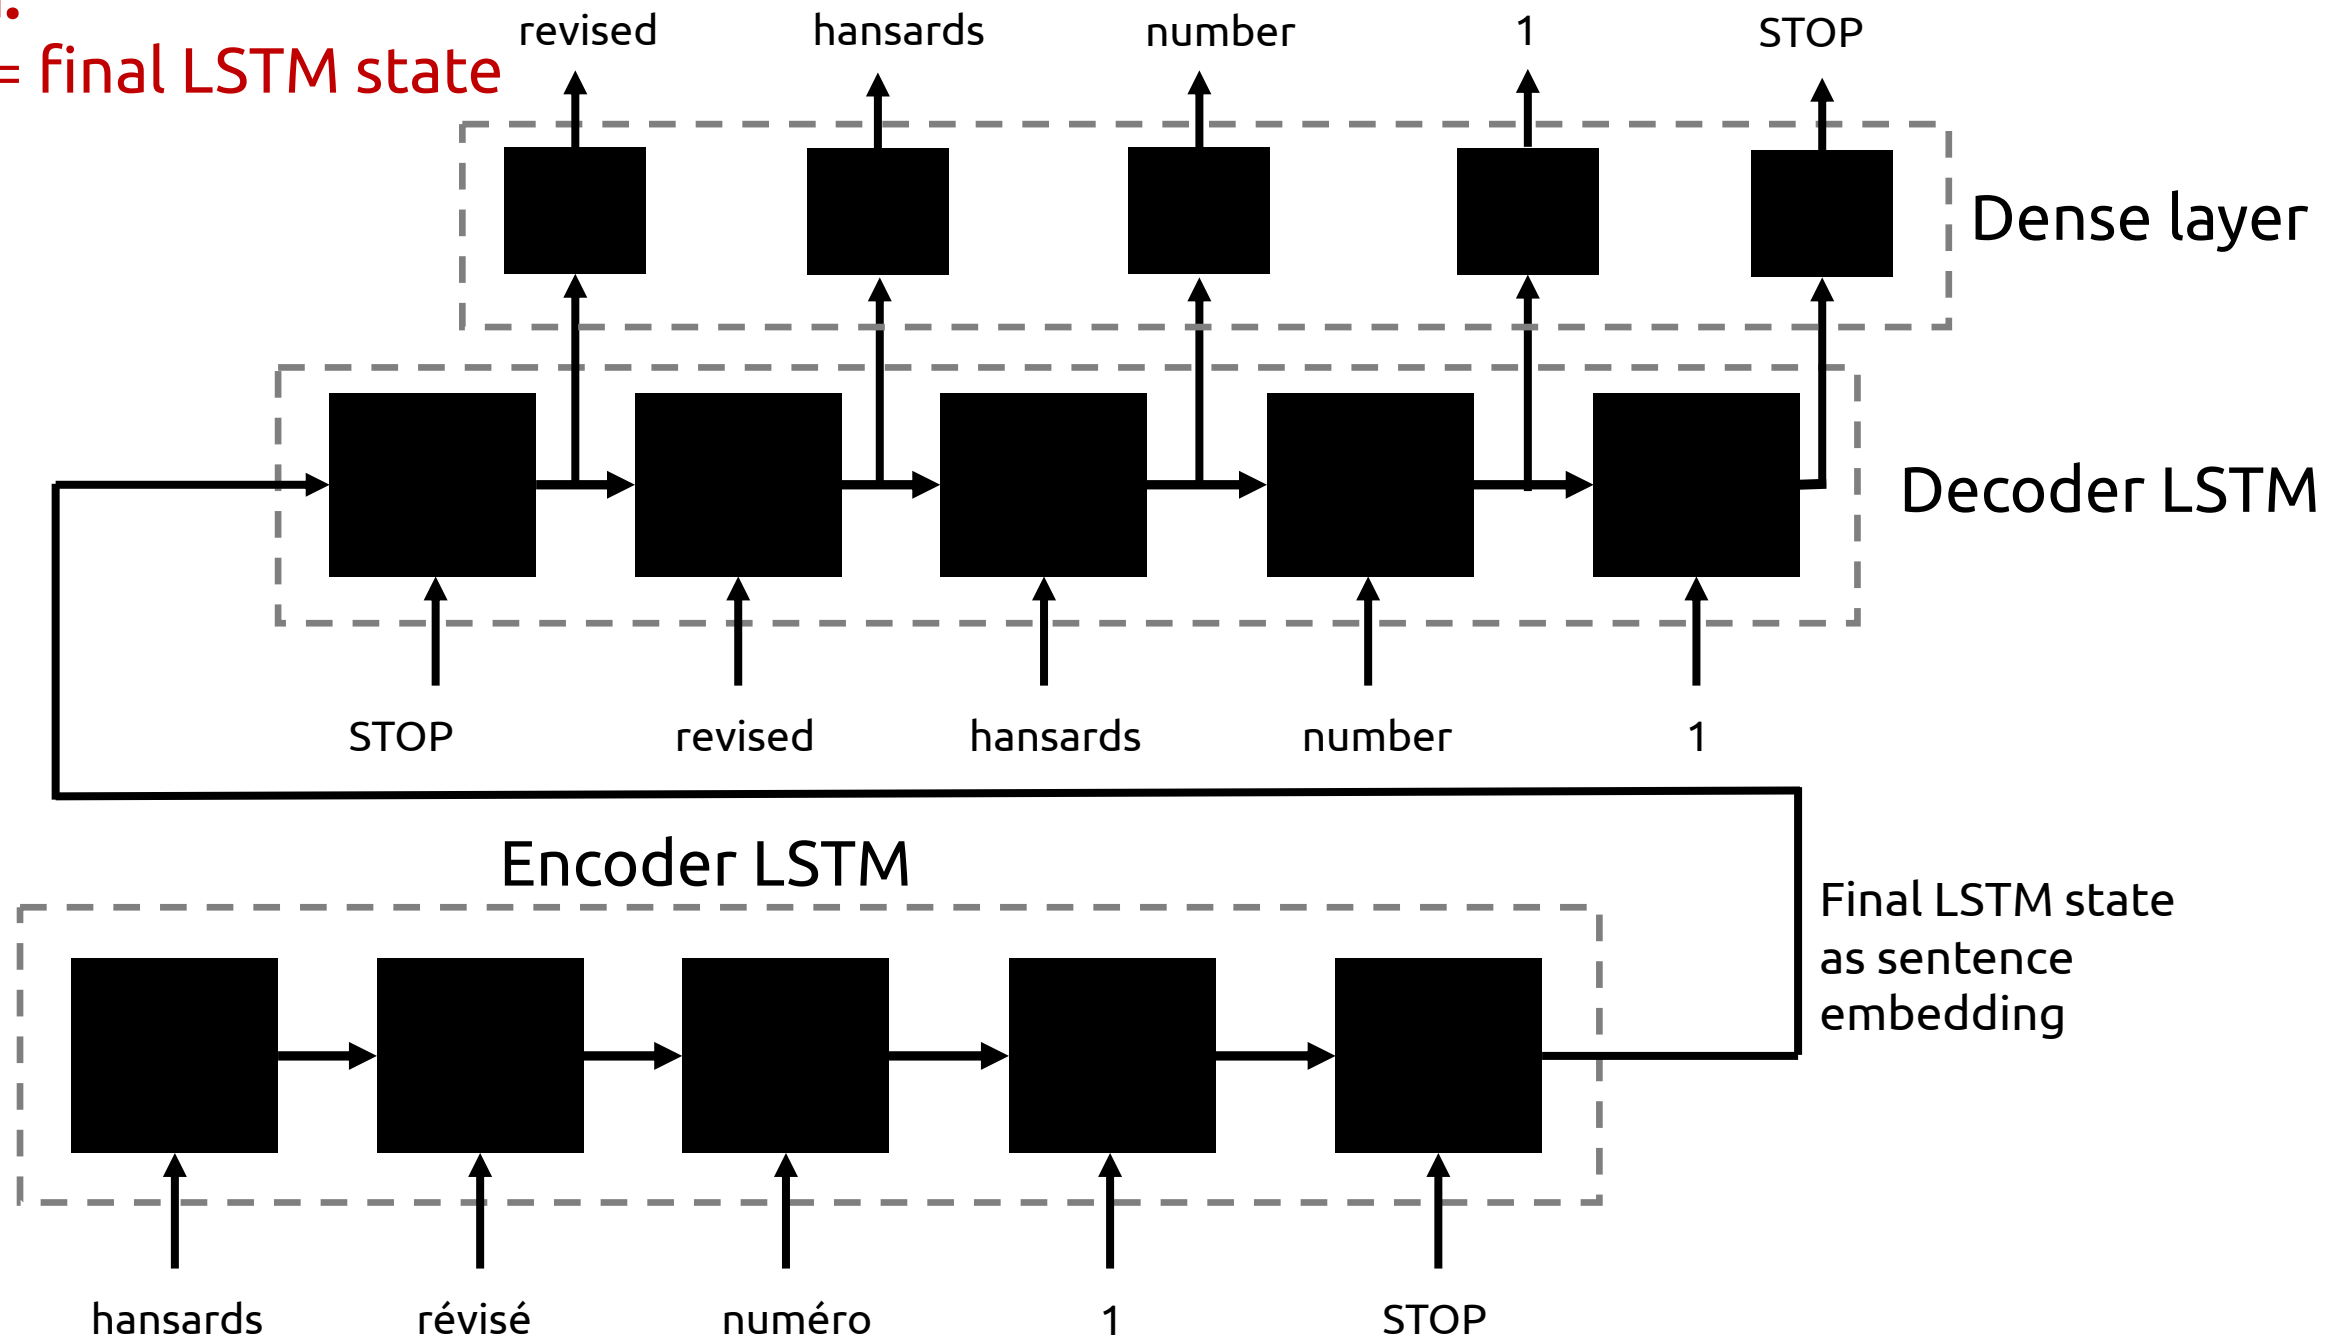 = final LSTM state
revised hansards number 1 STOP
Dense layer
Decoder LSTM
STOP revised hansards number 1
Encoder LSTM
Final LSTM state
as sentence
embedding
hansards révisé numéro 1 STOP